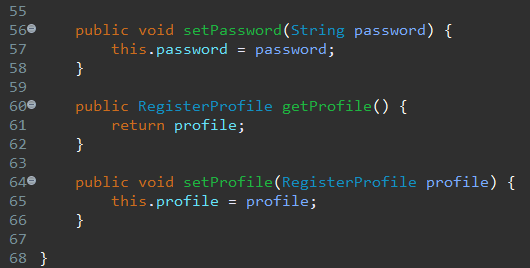 55
56 public void setPassword(String password) {
57 this.password = password;
58 }
59
60 public RegisterProfile getProfile() {
61 return profile;
62 }
63
64 public void setProfile(RegisterProfile profile) {
65 this.profile = profile;
66 }
67
68 }